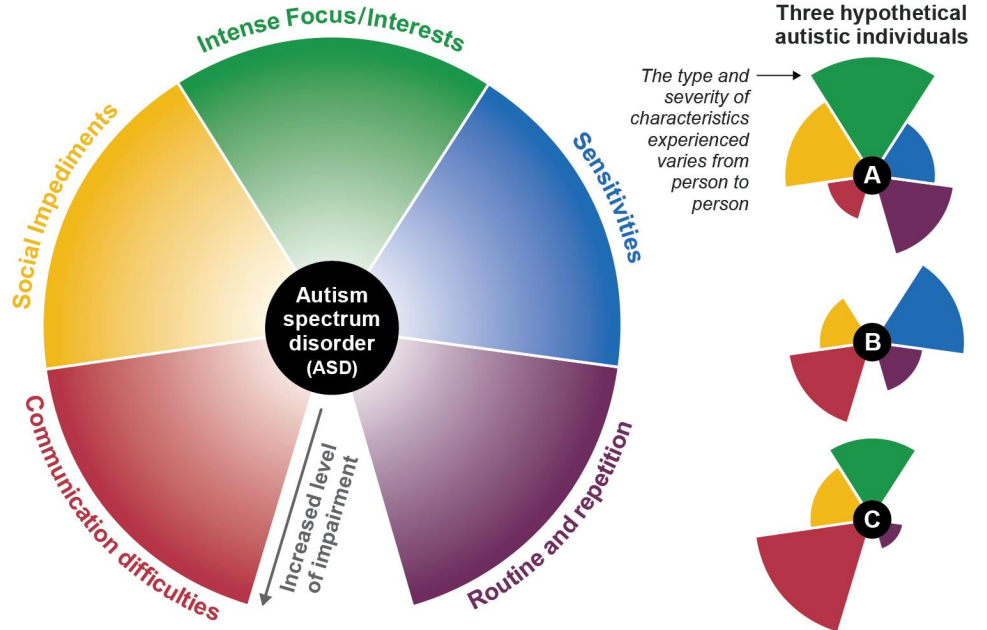 Intense Focus/Interests
Social Impediments
Sensitivities
Autism
spectrum
disorder
(ASD)
Communication difficulties
Increased level
of impairment
Routine and repetition
Three hypothetical
autistic individuals
The type and
severity of
characteristics
experienced
varies from
person to
person
A
B
C